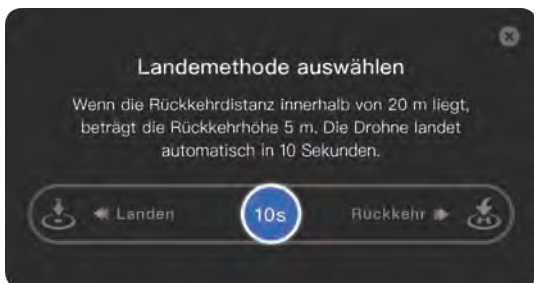 Landemethode auswählen
Wenn die Rückkehrdistanz innerhalb von 20 m liegt,
beträgt die Rückkehrhöhe 5 m. Die Drohne landet
automatisch in 10 Sekunden.
Landen 10s Rückkehr